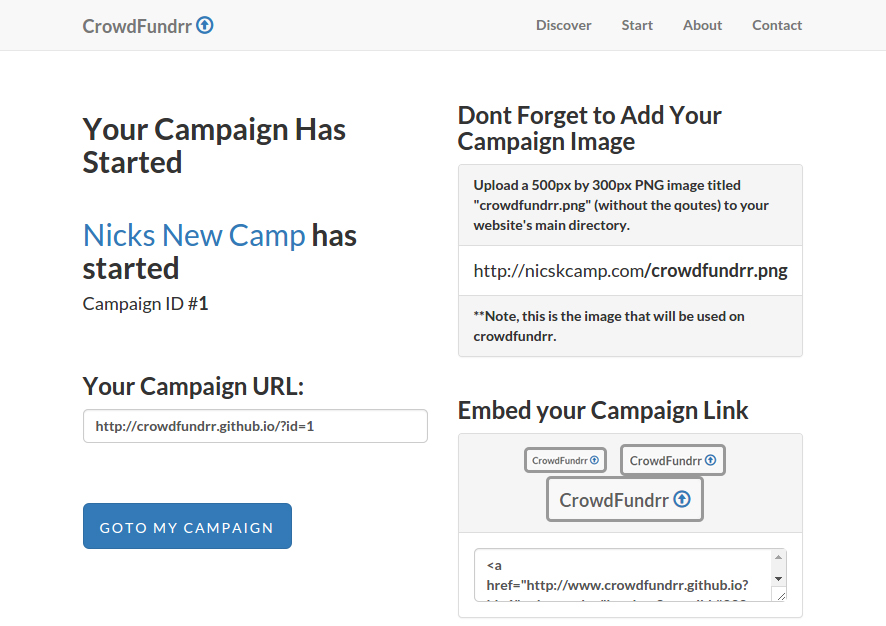 CrowdFundrr
Discover Start About Contact
Your Campaign Has
Started
Nicks New Camp has
started
Campaign ID #1
Your Campaign URL:
http://crowdfundrr.github.io/?id=1
GOTO MY CAMPAIGN
Dont Forget to Add Your
Campaign Image
Upload a 500px by 300px PNG image titled
"crowdfundrr.png" (without the qoutes) to your
website's main directory.
http://nicskcamp.com/crowdfundrr.png
**Note, this is the image that will be used on
crowdfundrr.
Embed your Campaign Link
CrowdFundrr CrowdFundrr
CrowdFundrr
<a
href="http://www.crowdfundrr.github.io?